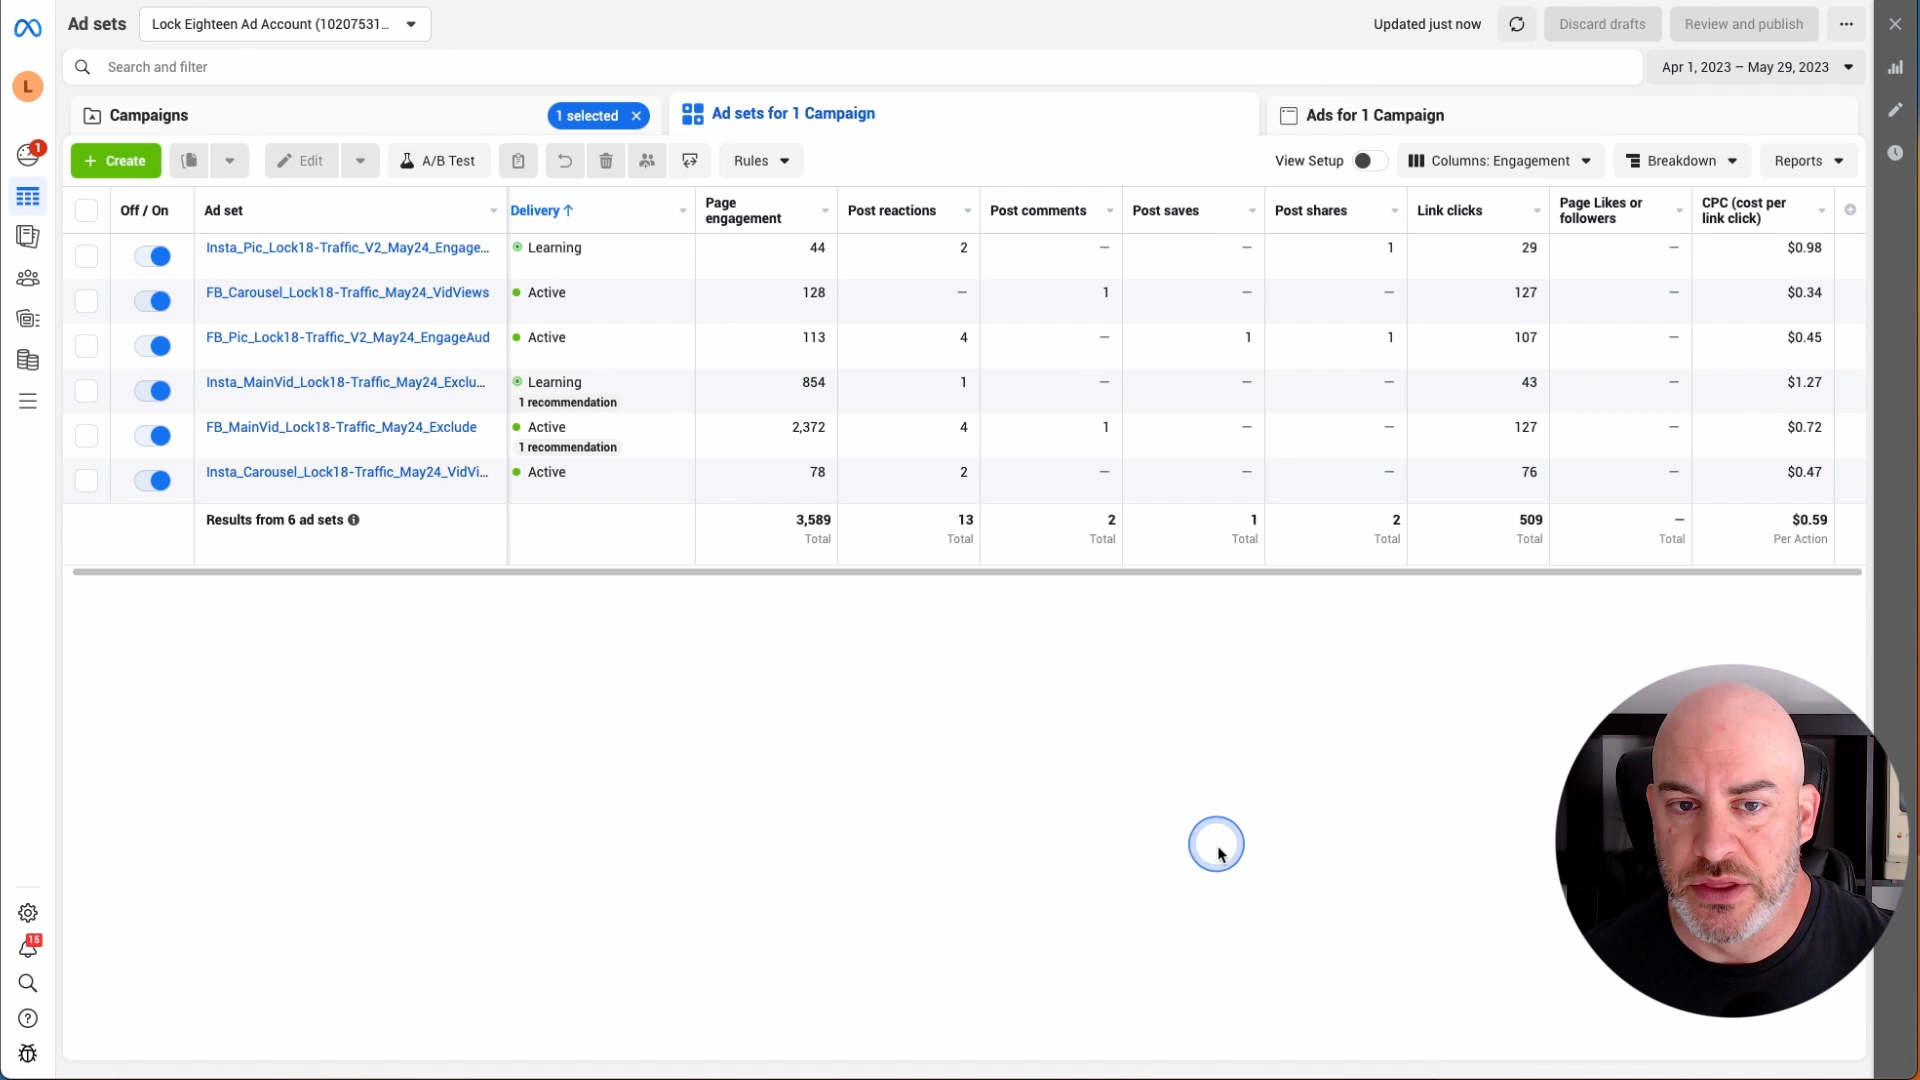 Ad sets
Lock Eighteen Ad Account (10207531...
Updated just now
Discard drafts
Review and publish
L
Search and filter
Apr 1, 2023 – May 29, 2023
Campaigns
1 selected
Ad sets for 1 Campaign
Ads for 1 Campaign
1
Create
Edit
A/B Test
Rules
View Setup
Columns: Engagement
Breakdown
Reports
Off / On
Ad set
Delivery ↑
Page engagement
Post reactions
Post comments
Post saves
Post shares
Link clicks
Page Likes or followers
CPC (cost per link click)
Insta_Pic_Lock18-Traffic_V2_May24_Engage... Learning 44 2 — — 1 29 — $0.98
FB_Carousel_Lock18-Traffic_May24_VidViews Active 128 — 1 — — 127 — $0.34
FB_Pic_Lock18-Traffic_V2_May24_EngageAud Active 113 4 — 1 1 107 — $0.45
Insta_MainVid_Lock18-Traffic_May24_Exclu... Learning 854 1 — — — 43 — $1.27
1 recommendation
FB_MainVid_Lock18-Traffic_May24_Exclude Active 2,372 4 1 — — 127 — $0.72
1 recommendation
Insta_Carousel_Lock18-Traffic_May24_VidVi... Active 78 2 — — — 76 — $0.47
Results from 6 ad sets 3,589 13 2 1 2 509 — $0.59
Total Total Total Total Total Total Total Per Action
15